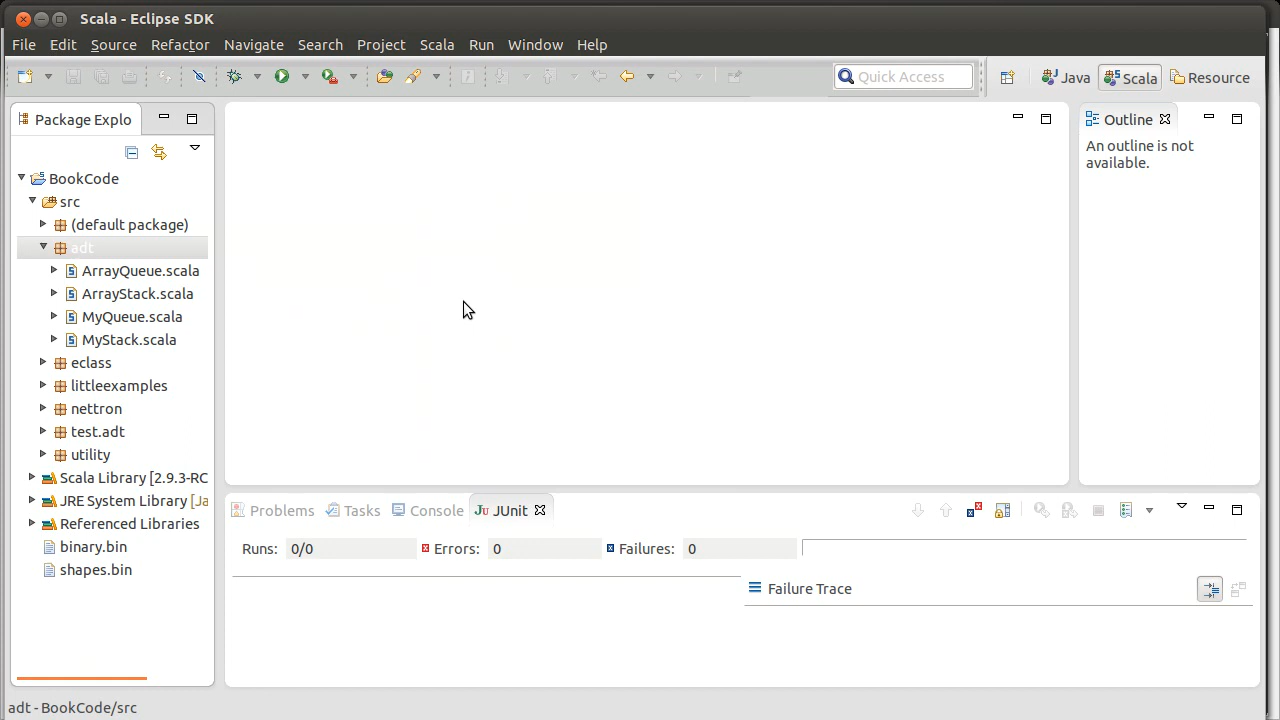 Scala - Eclipse SDK
File Edit Source Refactor Navigate Search Project Scala Run Window Help
Quick Access Java Scala Resource
Package Explo
Outline
An outline is not
available.
BookCode
src
(default package)
adt
ArrayQueue.scala
ArrayStack.scala
MyQueue.scala
MyStack.scala
eclass
littleexamples
nettron
test.adt
utility
Scala Library [2.9.3-RC
JRE System Library [Ja
Referenced Libraries
binary.bin
shapes.bin
Problems Tasks Console Ju JUnit
Runs: 0/0 Errors: 0 Failures: 0
Failure Trace
adt - BookCode/src